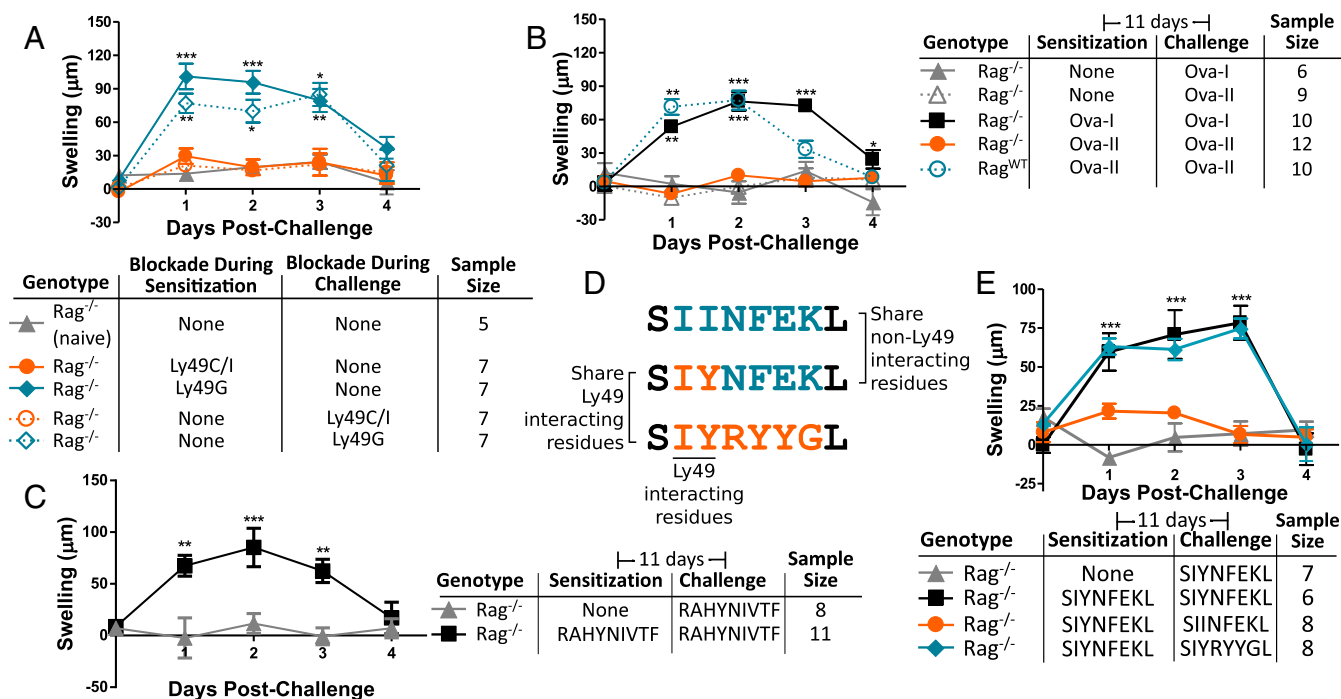 A
Swelling (µm)
150
120
90
60
30
0
-30
*** *** *
** * **
1 2 3 4
Days Post-Challenge
Genotype Blockade During Sensitization Blockade During Challenge Sample Size
Rag-/- (naive) None None 5
Rag-/- Ly49C/I None 7
Rag-/- Ly49G None 7
Rag-/- None Ly49C/I 7
Rag-/- None Ly49G 7
B
Swelling (µm)
150
120
90
60
30
0
-30
** *** *** *
** ***
1 2 3 4
Days Post-Challenge
11 days
Genotype Sensitization Challenge Sample Size
Rag-/- None Ova-I 6
Rag-/- None Ova-II 9
Rag-/- Ova-I Ova-I 10
Rag-/- Ova-II Ova-II 12
RagWT Ova-II Ova-II 10
C
Swelling (µm)
150
100
50
0
-50
** *** **
1 2 3 4
Days Post-Challenge
11 days
Genotype Sensitization Challenge Sample Size
Rag-/- None RAHYNIVTF 8
Rag-/- RAHYNIVTF RAHYNIVTF 11
D
SIINFEKL
SIYNFEKL
SIYRYYGL
Share non-Ly49 interacting residues
Share Ly49 interacting residues
Ly49 interacting residues
E
Swelling (µm)
100
75
50
25
0
-25
*** *** ***
1 2 3 4
Days Post-Challenge
11 days
Genotype Sensitization Challenge Sample Size
Rag-/- None SIYNFEKL 7
Rag-/- SIYNFEKL SIYNFEKL 6
Rag-/- SIYNFEKL SIINFEKL 8
Rag-/- SIYNFEKL SIYRYYGL 8